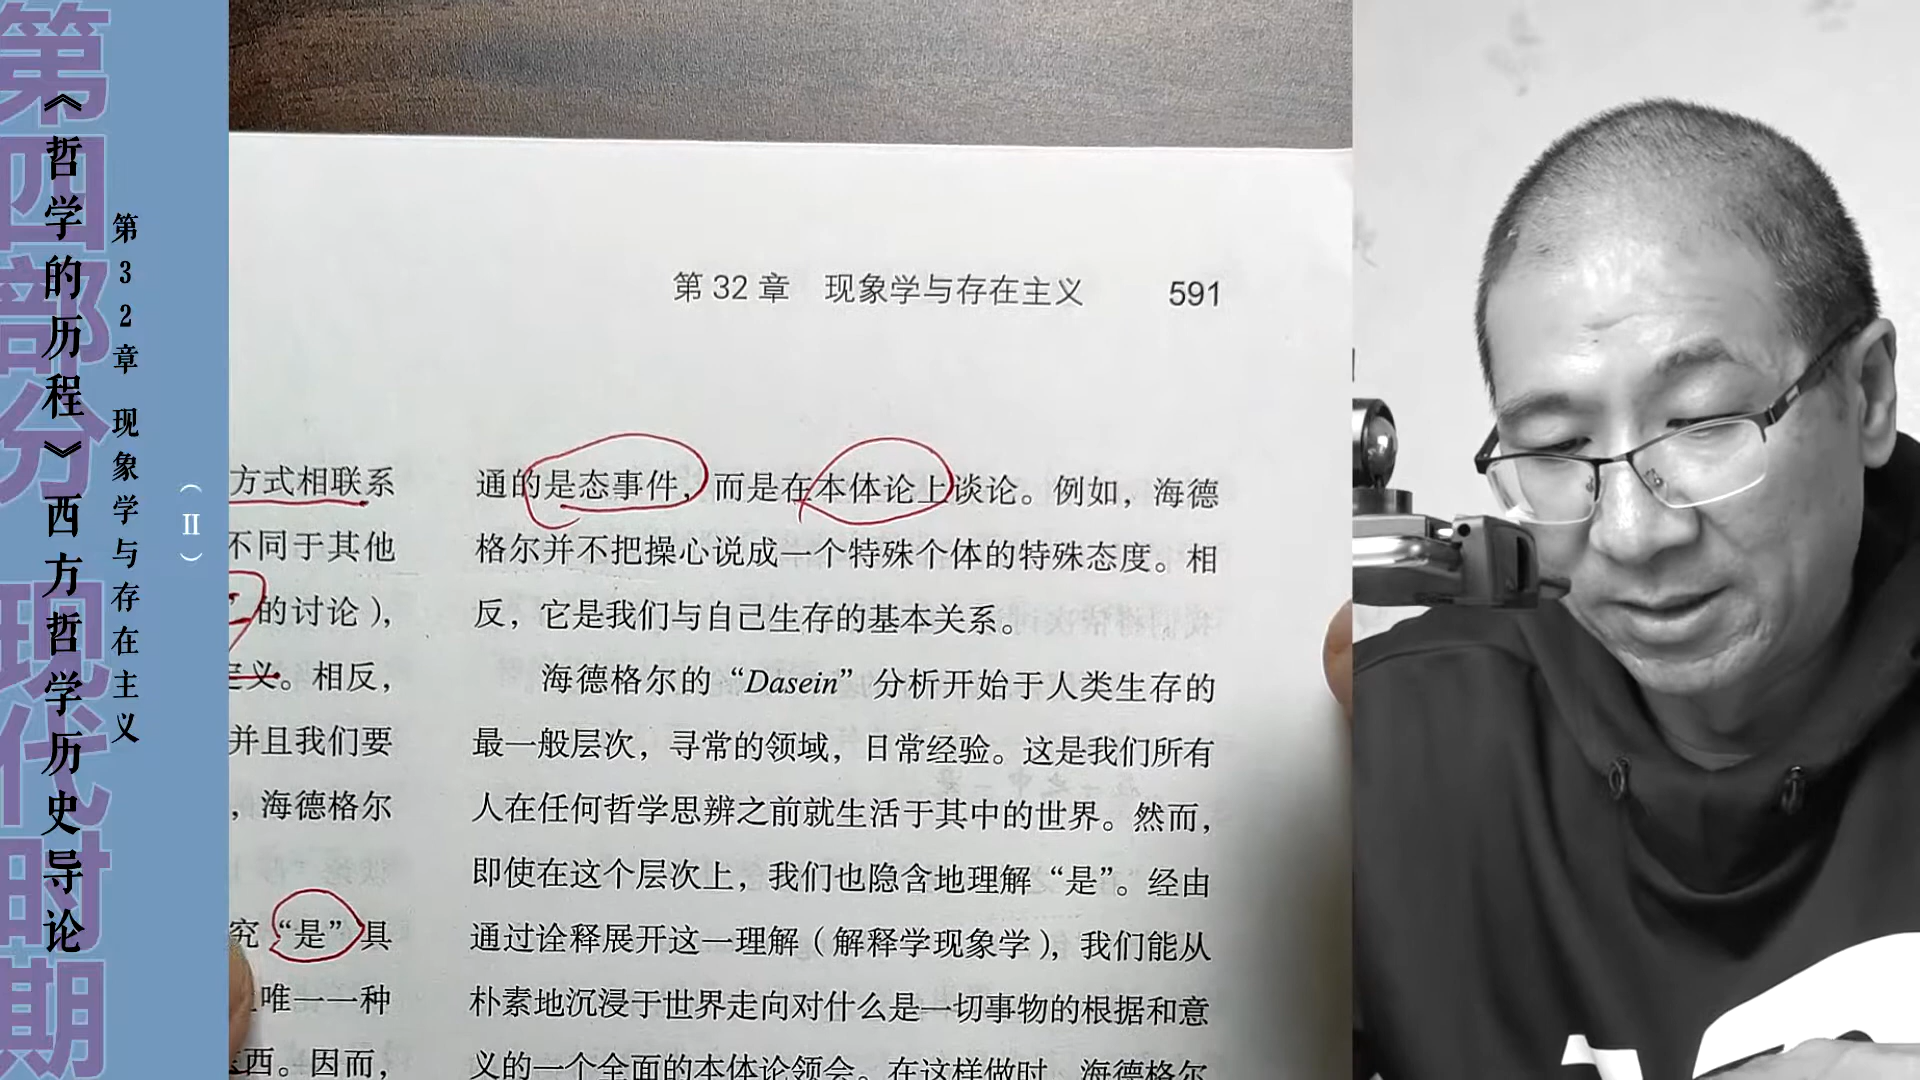 第四部分 现代时期
《哲学的历程》西方哲学历史导论
第32章 现象学与存在主义
（Ⅱ）
第 32 章 现象学与存在主义 591
方式相联系
不同于其他
的讨论），
义。相反，
并且我们要
，海德格尔
究“是”具
唯一一种
西。因而，
通的是态事件，而是在本体论上谈论。例如，海德
格尔并不把操心说成一个特殊个体的特殊态度。相
反，它是我们与自己生存的基本关系。
海德格尔的“Dasein”分析开始于人类生存的
最一般层次，寻常的领域，日常经验。这是我们所有
人在任何哲学思辨之前就生活于其中的世界。然而，
即使在这个层次上，我们也隐含地理解“是”。经由
通过诠释展开这一理解（解释学现象学），我们能从
朴素地沉浸于世界走向对什么是一切事物的根据和意
义的一个全面的本体论领会。在这样做时，海德格尔